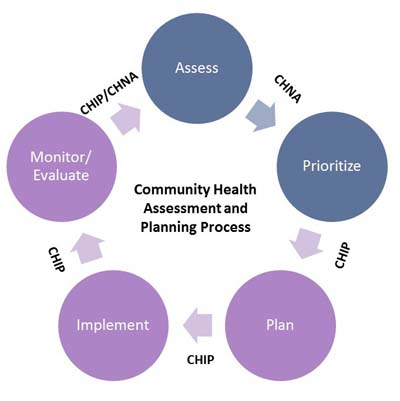 Assess
CHNA
Prioritize
CHIP
Plan
CHIP
Implement
CHIP
Monitor/
Evaluate
CHIP/CHNA
Community Health
Assessment and
Planning Process